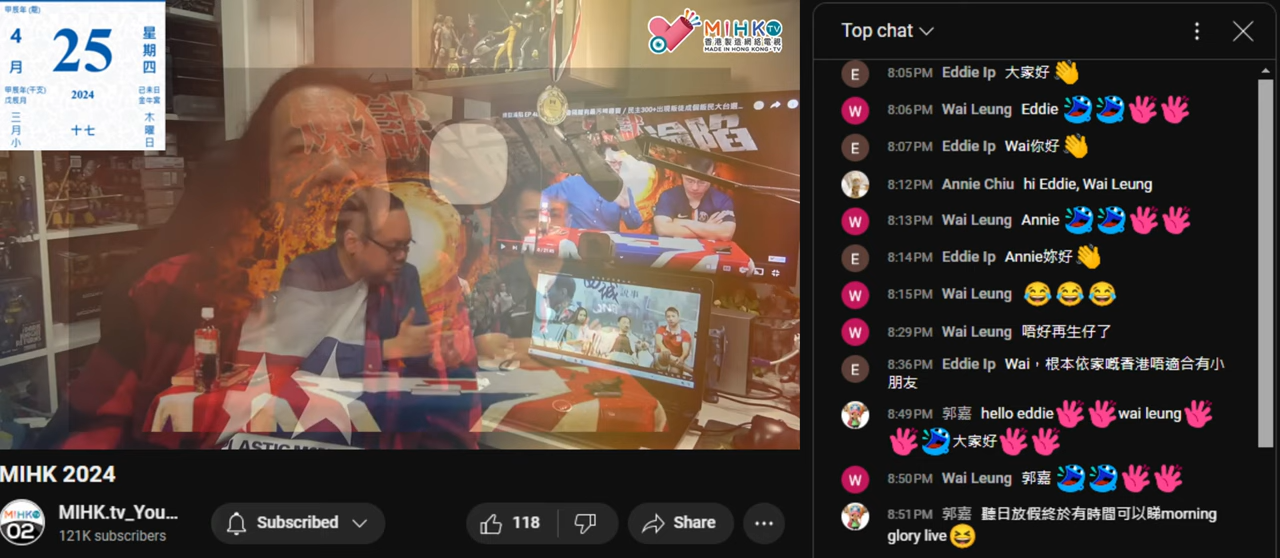 甲辰年(龍)
4
月
25
星期四
甲辰年(干支)
戊辰月
2024
己未日
三月小
十七
木曜日
MIHK TV
香港製造網絡電視
MADE IN HONG KONG • TV
淪陷
PLASTIC MO
MIHK 2024
MIHK.tv_You...
121K subscribers
MIHK TV
02
Subscribed
118
Share
Top chat
E
8:05 PM Eddie Ip 大家好 👋
W
8:06 PM Wai Leung Eddie
E
8:07 PM Eddie Ip Wai你好 👋
8:12 PM Annie Chiu hi Eddie, Wai Leung
W
8:13 PM Wai Leung Annie
E
8:14 PM Eddie Ip Annie妳好 👋
W
8:15 PM Wai Leung 😂😂😂
W
8:29 PM Wai Leung 唔好再生仔了
E
8:36 PM Eddie Ip Wai，根本依家嘅香港唔適合有小
朋友
8:49 PM 郭嘉 hello eddie wai leung
大家好
W
8:50 PM Wai Leung 郭嘉
8:51 PM 郭嘉 聽日放假終於有時間可以睇morning
glory live 😆